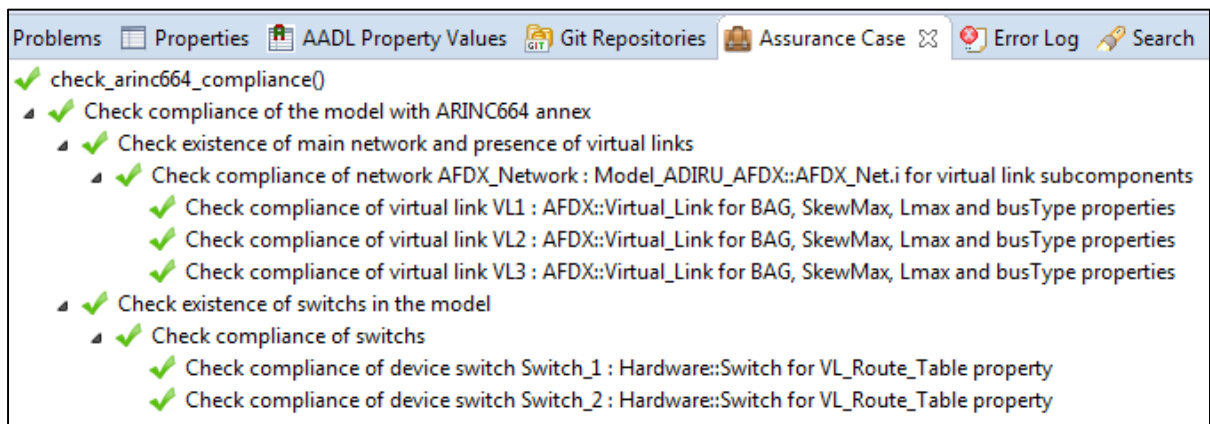 Problems Properties AADL Property Values Git Repositories Assurance Case Error Log Search
check_arinc664_compliance()
Check compliance of the model with ARINC664 annex
Check existence of main network and presence of virtual links
Check compliance of network AFDX_Network : Model_ADIRU_AFDX::AFDX_Net.i for virtual link subcomponents
Check compliance of virtual link VL1 : AFDX::Virtual_Link for BAG, SkewMax, Lmax and busType properties
Check compliance of virtual link VL2 : AFDX::Virtual_Link for BAG, SkewMax, Lmax and busType properties
Check compliance of virtual link VL3 : AFDX::Virtual_Link for BAG, SkewMax, Lmax and busType properties
Check existence of switchs in the model
Check compliance of switchs
Check compliance of device switch Switch_1 : Hardware::Switch for VL_Route_Table property
Check compliance of device switch Switch_2 : Hardware::Switch for VL_Route_Table property